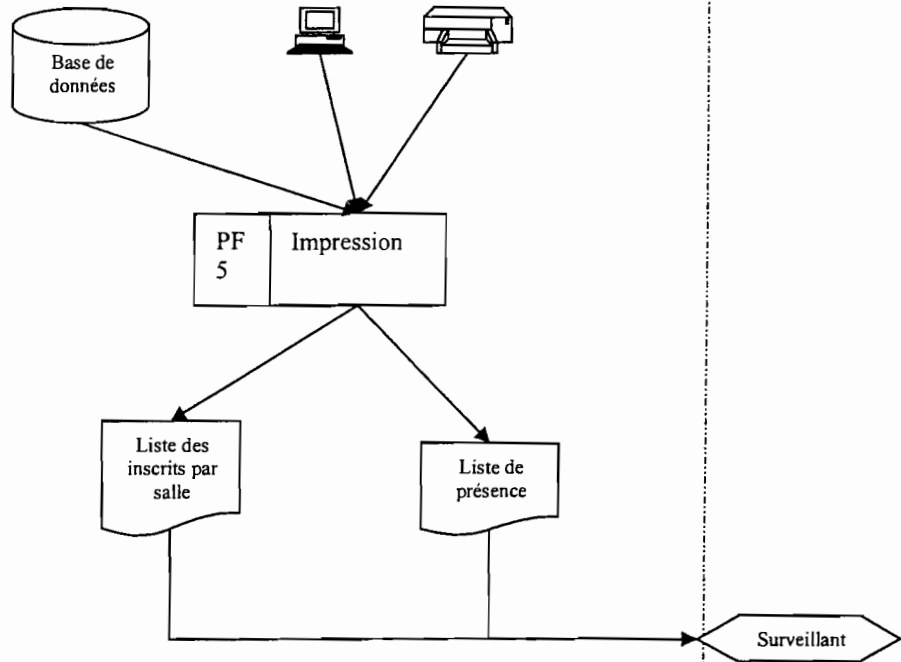 Base de
données
PF
5
Impression
Liste des
inscrits par
salle
Liste de
présence
Surveillant